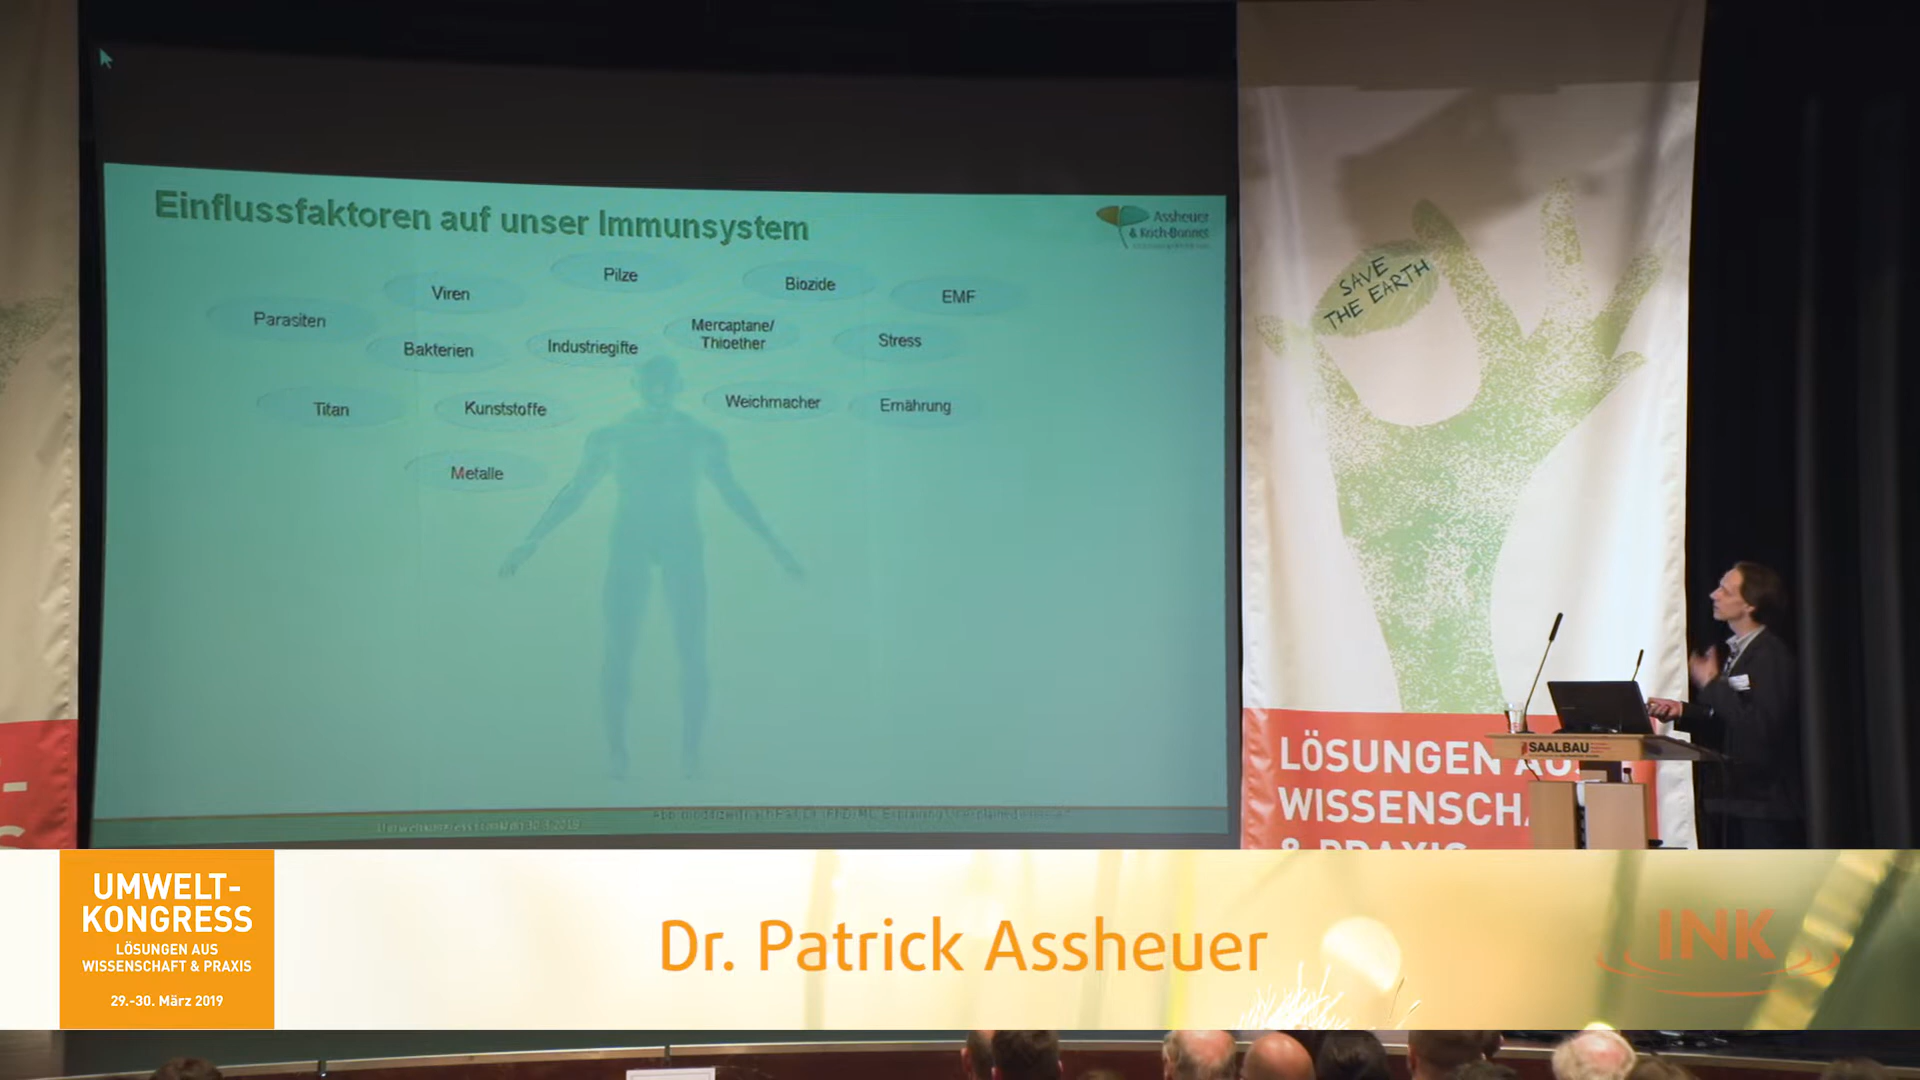 Einflussfaktoren auf unser Immunsystem
Assheuer
& Koch-Bonnes
Pilze
Viren
Biozide
EMF
Parasiten
Mercaptane/
Thioether
Bakterien
Industriegifte
Stress
Titan
Kunststoffe
Weichmacher
Ernährung
Metalle
SAVE
THE EARTH
LÖSUNGEN AUS
WISSENSCH
& PRAXIS
SAALBAU
UMWELT-
KONGRESS
LÖSUNGEN AUS
WISSENSCHAFT & PRAXIS
29.-30. März 2019
Dr. Patrick Assheuer
INK